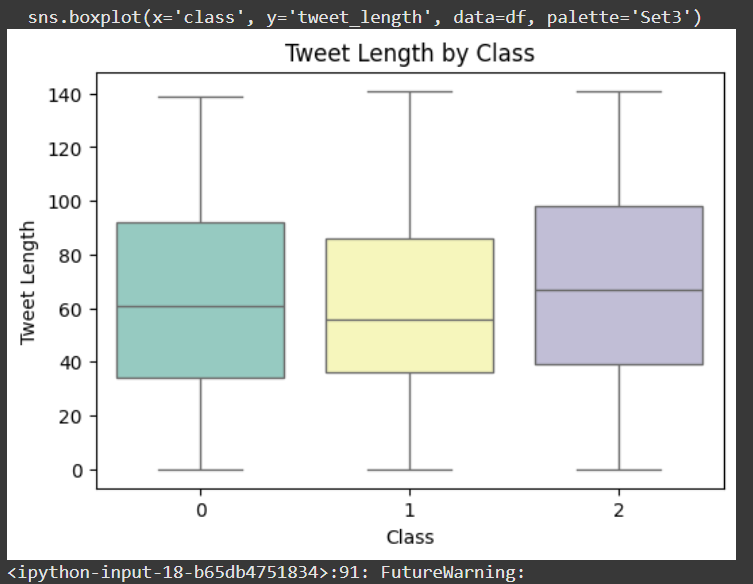 sns.boxplot(x='class', y='tweet_length', data=df, palette='Set3')
Tweet Length by Class
140
120
100
80
60
40
20
0
Tweet Length
0 1 2
Class
<ipython-input-18-b65db4751834>:91: FutureWarning: